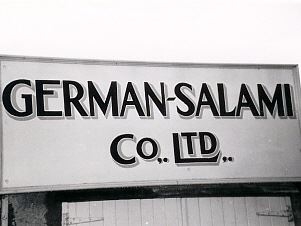 GERMAN-SALAMI
Co,. LTD,.